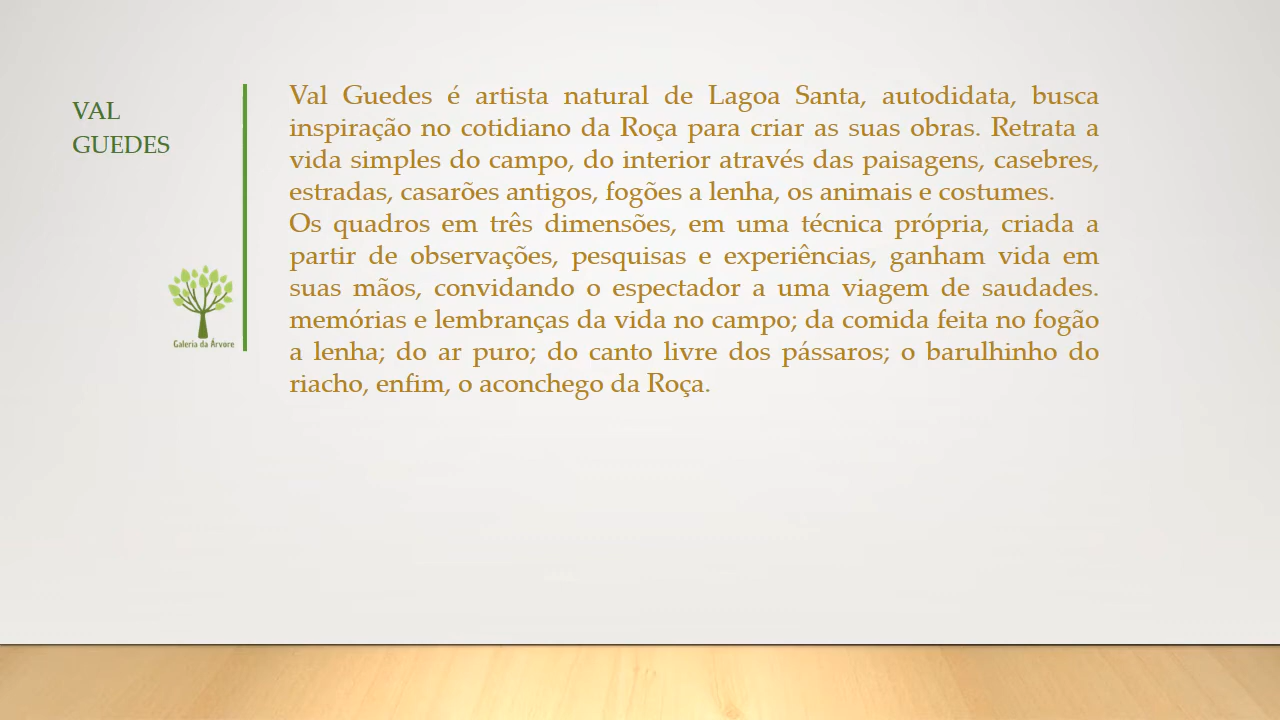 VAL
GUEDES
Galeria da Árvore
Val Guedes é artista natural de Lagoa Santa, autodidata, busca
inspiração no cotidiano da Roça para criar as suas obras. Retrata a
vida simples do campo, do interior através das paisagens, casebres,
estradas, casarões antigos, fogões a lenha, os animais e costumes.
Os quadros em três dimensões, em uma técnica própria, criada a
partir de observações, pesquisas e experiências, ganham vida em
suas mãos, convidando o espectador a uma viagem de saudades.
memórias e lembranças da vida no campo; da comida feita no fogão
a lenha; do ar puro; do canto livre dos pássaros; o barulhinho do
riacho, enfim, o aconchego da Roça.